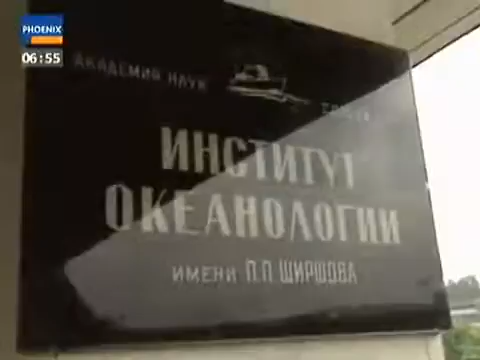 PHOENIX
06:55
АКАДЕМИЯ НАУК
ИНСТИТУТ
ОКЕАНОЛОГИИ
ИМЕНИ П.П ШИРШОВА